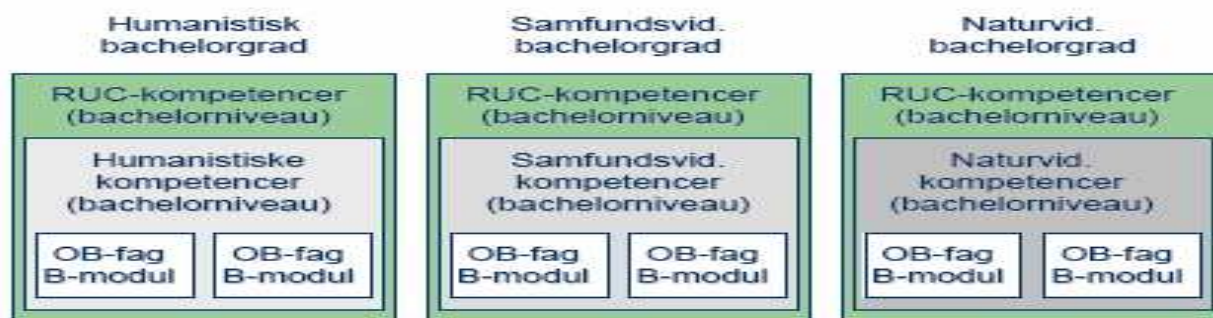 Humanistisk
bachelorgrad
RUC-kompetencer
(bachelorniveau)
Humanistiske
kompetencer
(bachelorniveau)
OB-fag
B-modul
OB-fag
B-modul
Samfundsvid.
bachelorgrad
RUC-kompetencer
(bachelorniveau)
Samfundsvid.
kompetencer
(bachelorniveau)
OB-fag
B-modul
OB-fag
B-modul
Naturvid.
bachelorgrad
RUC-kompetencer
(bachelorniveau)
Naturvid.
kompetencer
(bachelorniveau)
OB-fag
B-modul
OB-fag
B-modul